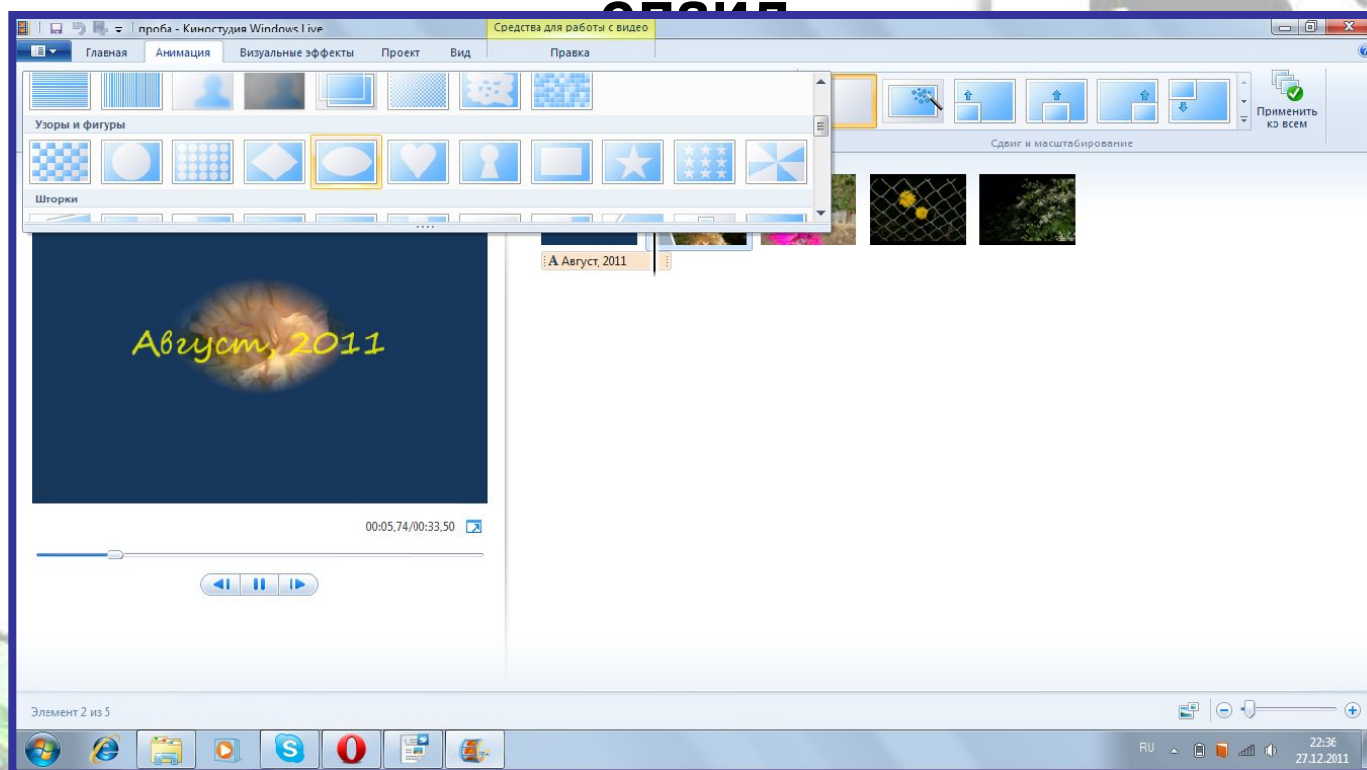 проба - Киностудия Windows Live
Средства для работы с видео
Главная
Анимация
Визуальные эффекты
Проект
Вид
Правка
Узоры и фигуры
Шторки
Применить
ко всем
Сдвиг и масштабирование
А Август, 2011
Август, 2011
00:05,74/00:33,50
Элемент 2 из 5
RU
22:36
27.12.2011